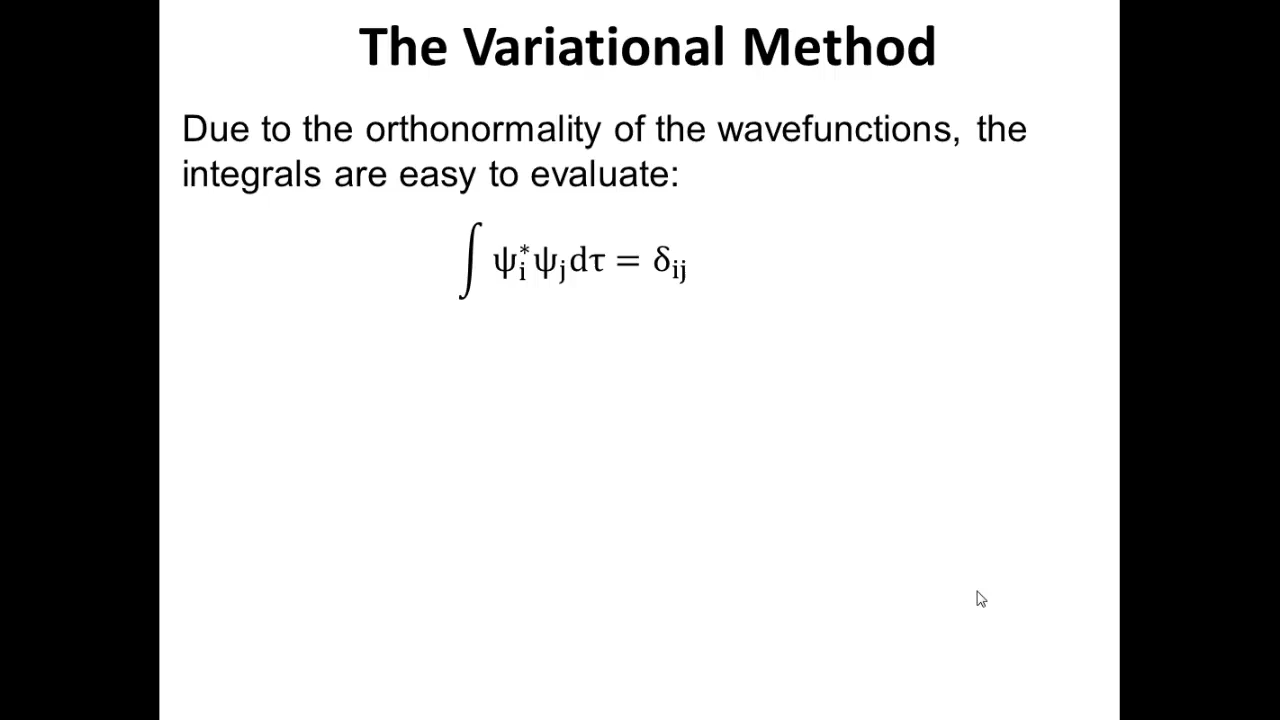 The Variational Method
Due to the orthonormality of the wavefunctions, the
integrals are easy to evaluate:
∫ ψᵢ*ψⱼdτ = δᵢⱼ